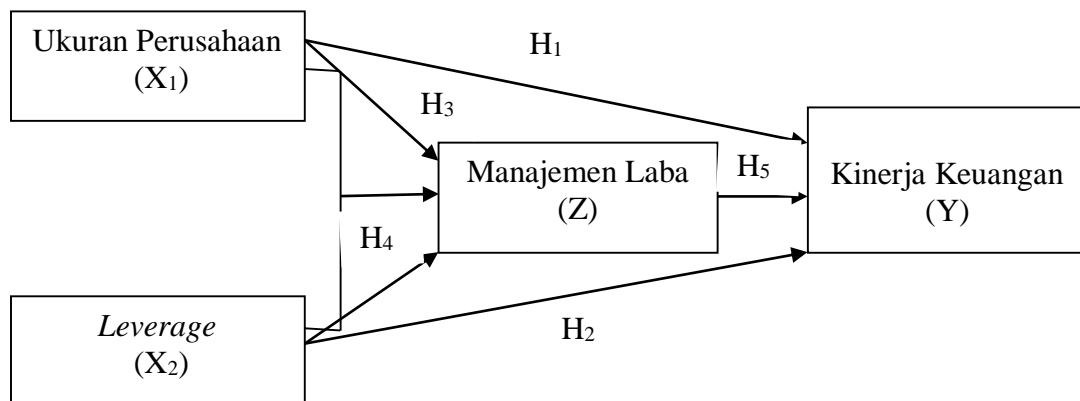 Ukuran Perusahaan
(X₁)
H₁
H₃
Manajemen Laba
(Z)
H₅
Kinerja Keuangan
(Y)
H₄
Leverage
(X₂)
H₂